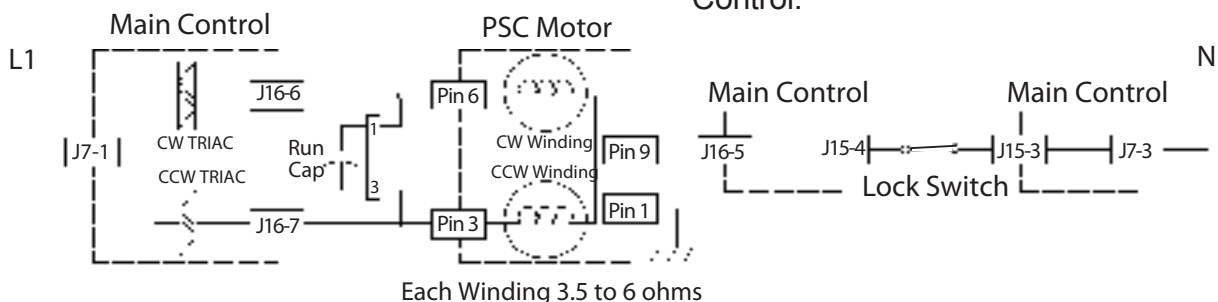 Control.
Main Control
PSC Motor
L1
N
Main Control
Main Control
J16-6
Pin 6
J7-1
CW TRIAC
Run
Cap
1
CW Winding
Pin 9
J16-5
J15-4
J15-3
J7-3
CCW TRIAC
3
CCW Winding
Lock Switch
J16-7
Pin 3
Pin 1
Each Winding 3.5 to 6 ohms